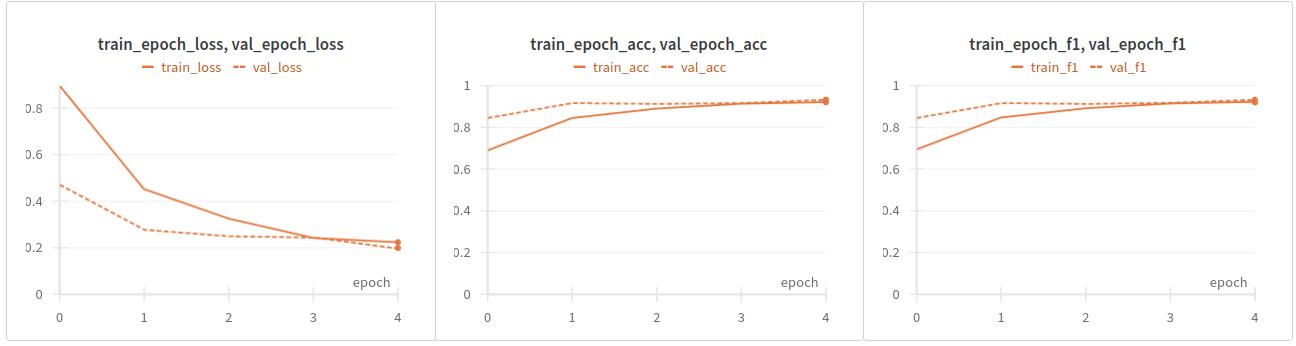 train_epoch_loss, val_epoch_loss
train_loss val_loss
0.8
0.6
0.4
0.2
0
epoch
0 1 2 3 4
train_epoch_acc, val_epoch_acc
train_acc val_acc
1
0.8
0.6
0.4
0.2
0
epoch
0 1 2 3 4
train_epoch_f1, val_epoch_f1
train_f1 val_f1
1
0.8
0.6
0.4
0.2
0
epoch
0 1 2 3 4